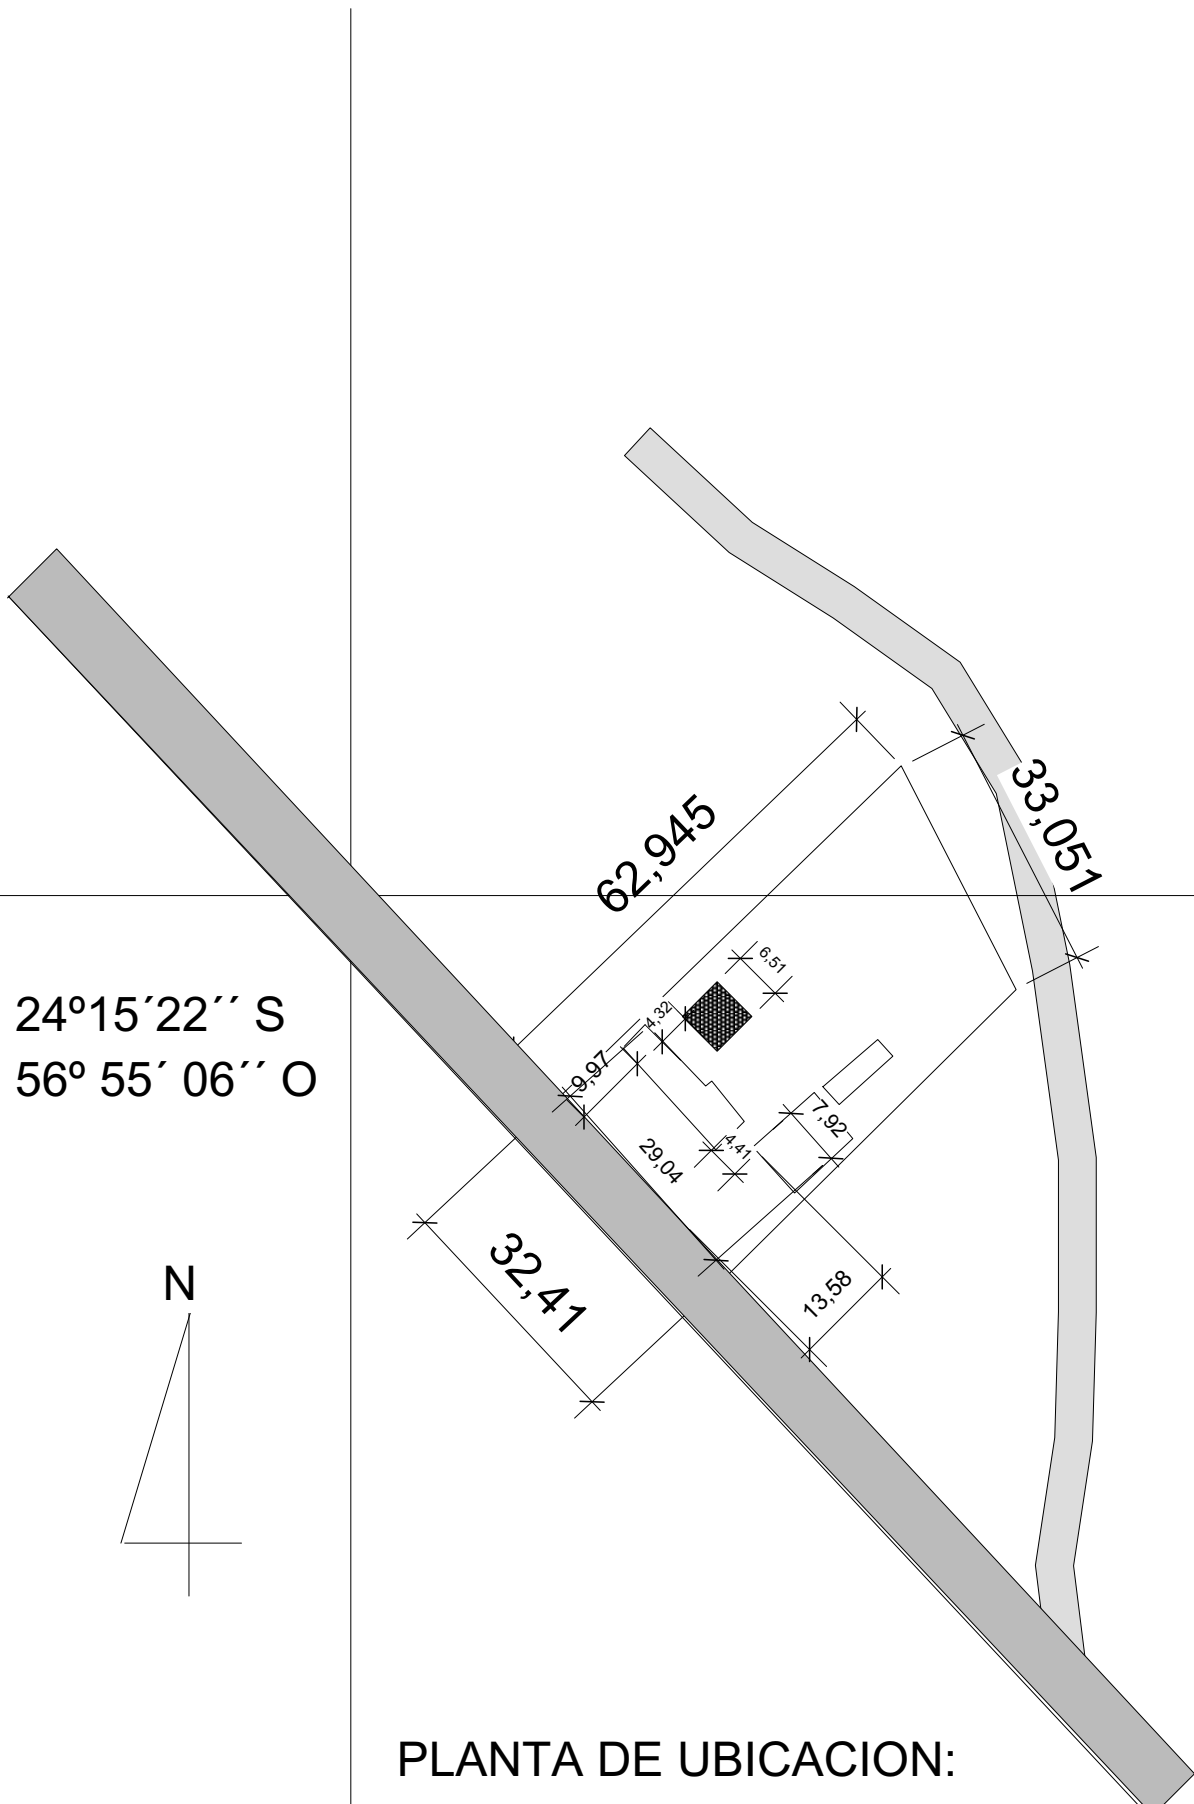 62,945
33,051
6,51
4,32
24º15´22´´ S
56º 55´ 06´´ O
9,97
7,92
4,41
29,04
32,41
13,58
N
PLANTA DE UBICACION: